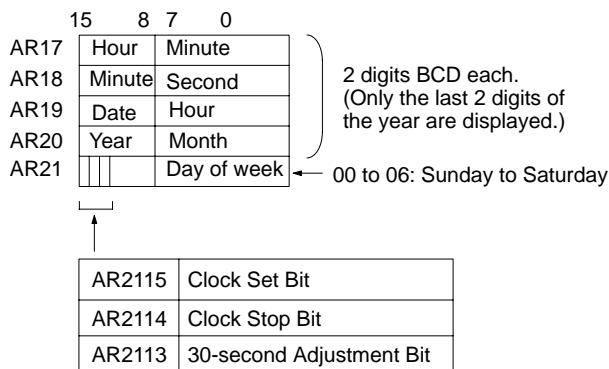 15 8 7 0
AR17 Hour Minute
AR18 Minute Second
AR19 Date Hour
AR20 Year Month
AR21 Day of week
2 digits BCD each.
(Only the last 2 digits of
the year are displayed.)
00 to 06: Sunday to Saturday
AR2115 Clock Set Bit
AR2114 Clock Stop Bit
AR2113 30-second Adjustment Bit